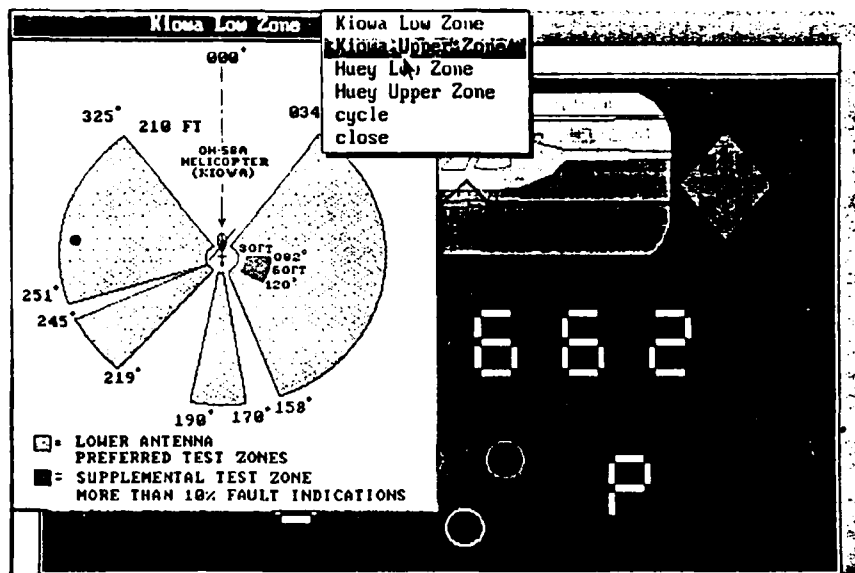 Kiowa Low Zone
Kiowa Low Zone
Kiowa Upper Zone
Huey Low Zone
Huey Upper Zone
cycle
close
000°
325°
210 FT
034
OH-58A
HELICOPTER
(KIOWA)
30FT
082°
60FT
120°
251°
245°
219°
190°
170°
158°
= LOWER ANTENNA
PREFERRED TEST ZONES
= SUPPLEMENTAL TEST ZONE
MORE THAN 10% FAULT INDICATIONS
662
P